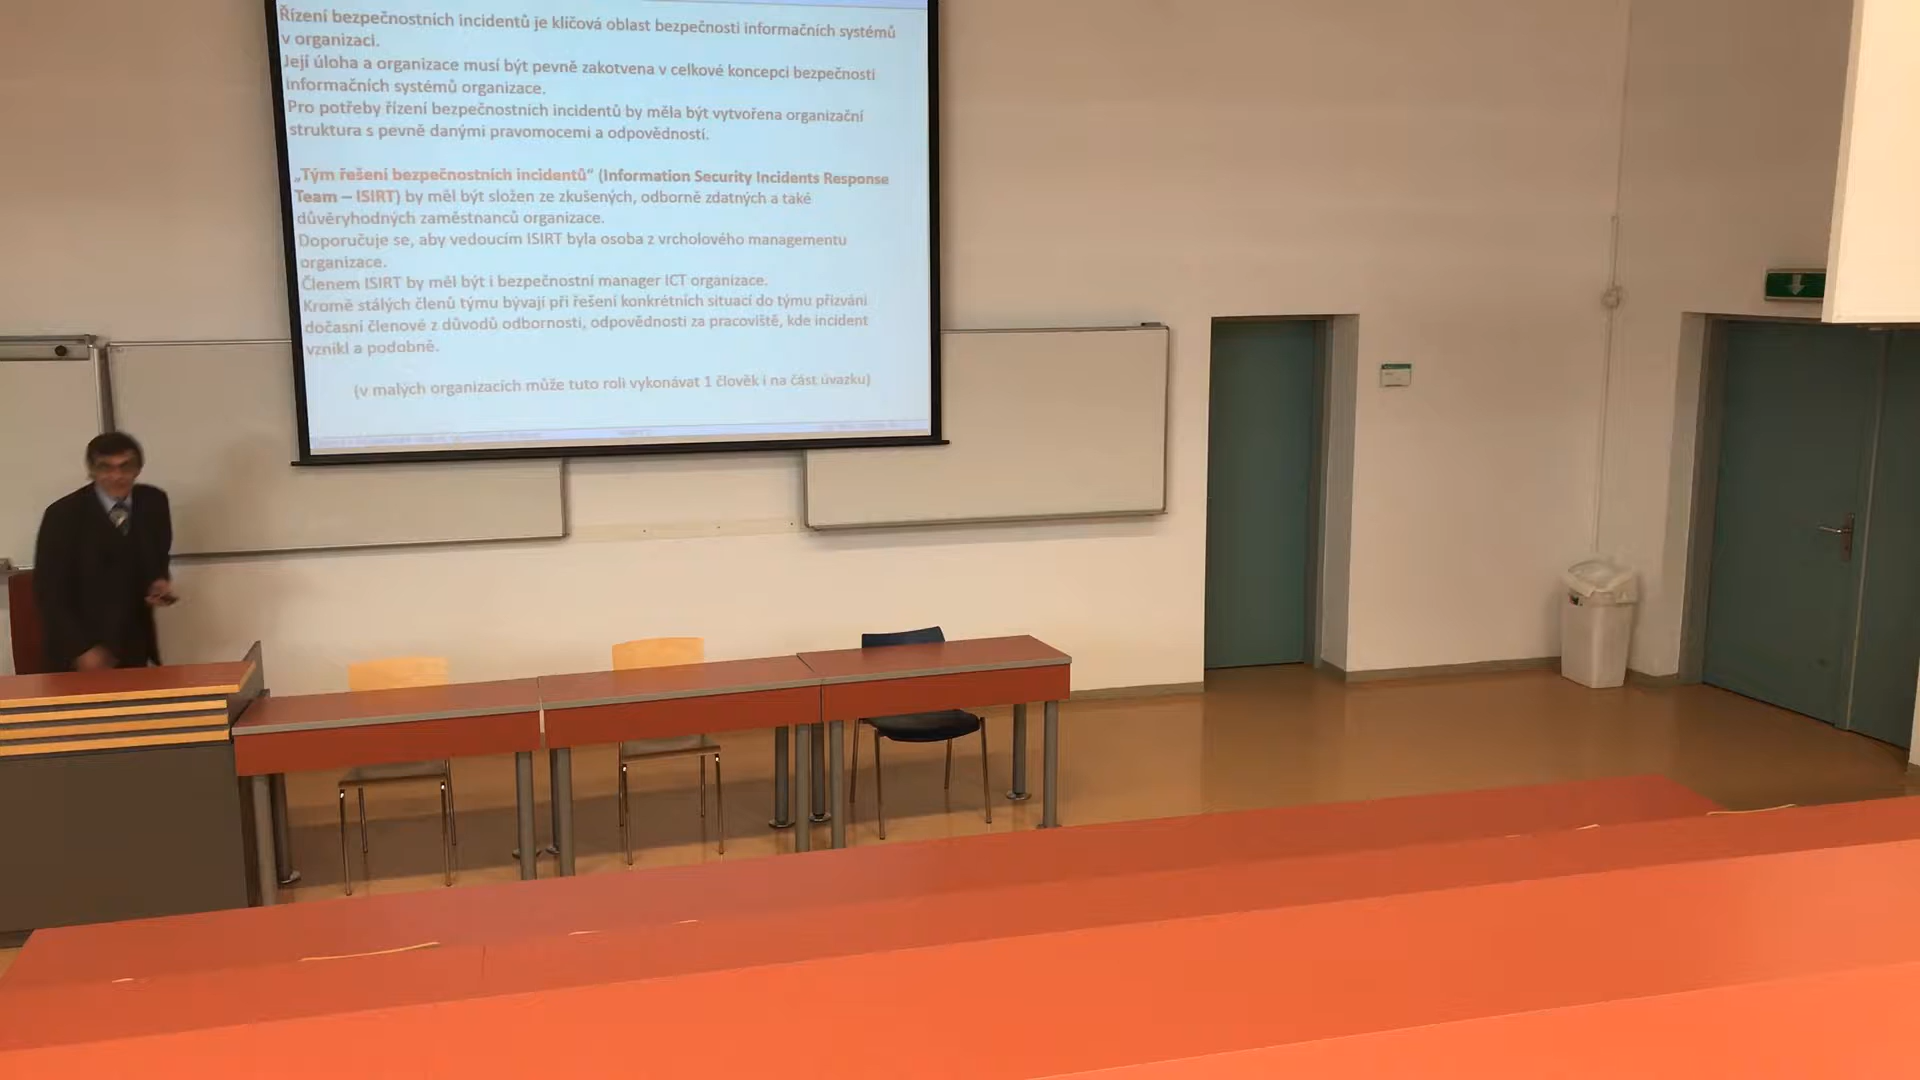 Řízení bezpečnostních incidentů je klíčová oblast bezpečnosti informačních systémů
v organizaci.
Její úloha a organizace musí být pevně zakotvena v celkové koncepci bezpečnosti
informačních systémů organizace.
Pro potřeby řízení bezpečnostních incidentů by měla být vytvořena organizační
struktura s pevně danými pravomocemi a odpovědností.
„Tým řešení bezpečnostních incidentů“ (Information Security Incidents Response
Team – ISIRT) by měl být složen ze zkušených, odborně zdatných a také
důvěryhodných zaměstnanců organizace.
Doporučuje se, aby vedoucím ISIRT byla osoba z vrcholového managementu
organizace.
Členem ISIRT by měl být i bezpečnostní manager ICT organizace.
Kromě stálých členů týmu bývají při řešení konkrétních situací do týmu přizváni
dočasní členové z důvodů odbornosti, odpovědnosti za pracoviště, kde incident
vznikl a podobně.
(v malých organizacích může tuto roli vykonávat 1 člověk i na část úvazku)